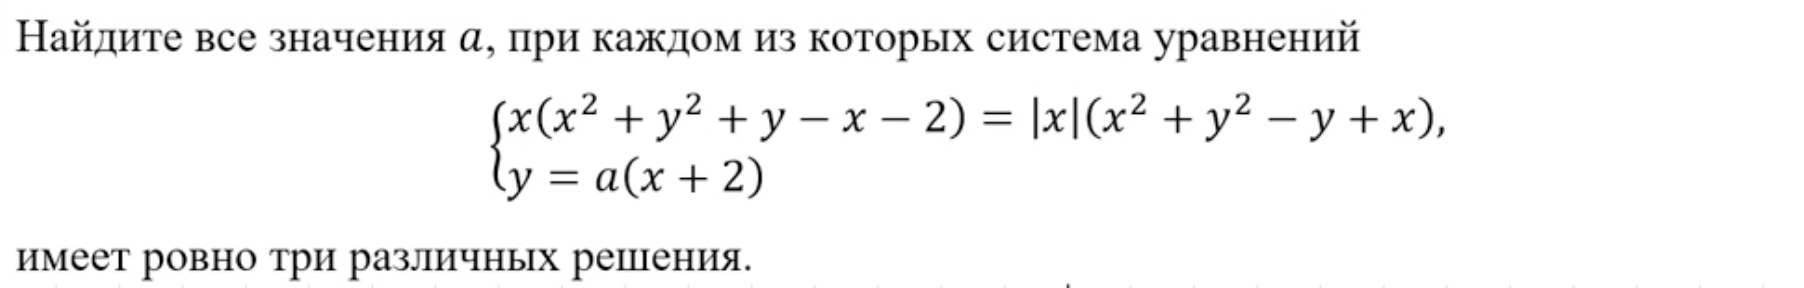 Найдите все значения a, при каждом из которых система уравнений
{x(x² + y² + y − x − 2) = |x|(x² + y² − y + x),
y = a(x + 2)
имеет ровно три различных решения.